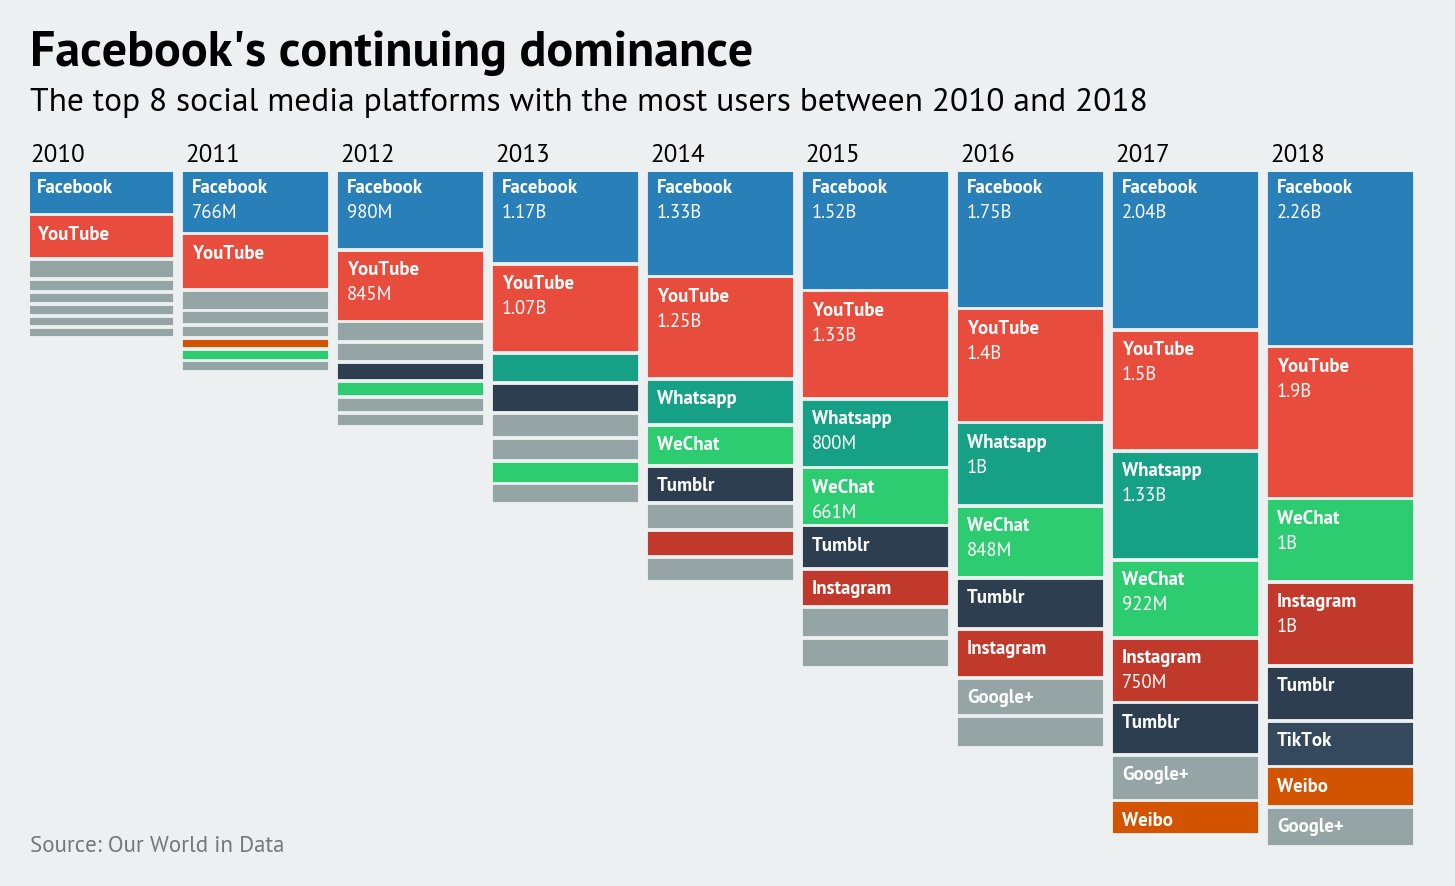 Facebook's continuing dominance
The top 8 social media platforms with the most users between 2010 and 2018
2010
Facebook
YouTube
2011
Facebook
766M
YouTube
2012
Facebook
980M
YouTube
845M
2013
Facebook
1.17B
YouTube
1.07B
2014
Facebook
1.33B
YouTube
1.25B
Whatsapp
WeChat
Tumblr
2015
Facebook
1.52B
YouTube
1.33B
Whatsapp
800M
WeChat
661M
Tumblr
Instagram
2016
Facebook
1.75B
YouTube
1.4B
Whatsapp
1B
WeChat
848M
Tumblr
Instagram
Google+
2017
Facebook
2.04B
YouTube
1.5B
Whatsapp
1.33B
WeChat
922M
Instagram
750M
Tumblr
Google+
Weibo
2018
Facebook
2.26B
YouTube
1.9B
WeChat
1B
Instagram
1B
Tumblr
TikTok
Weibo
Google+
Source: Our World in Data